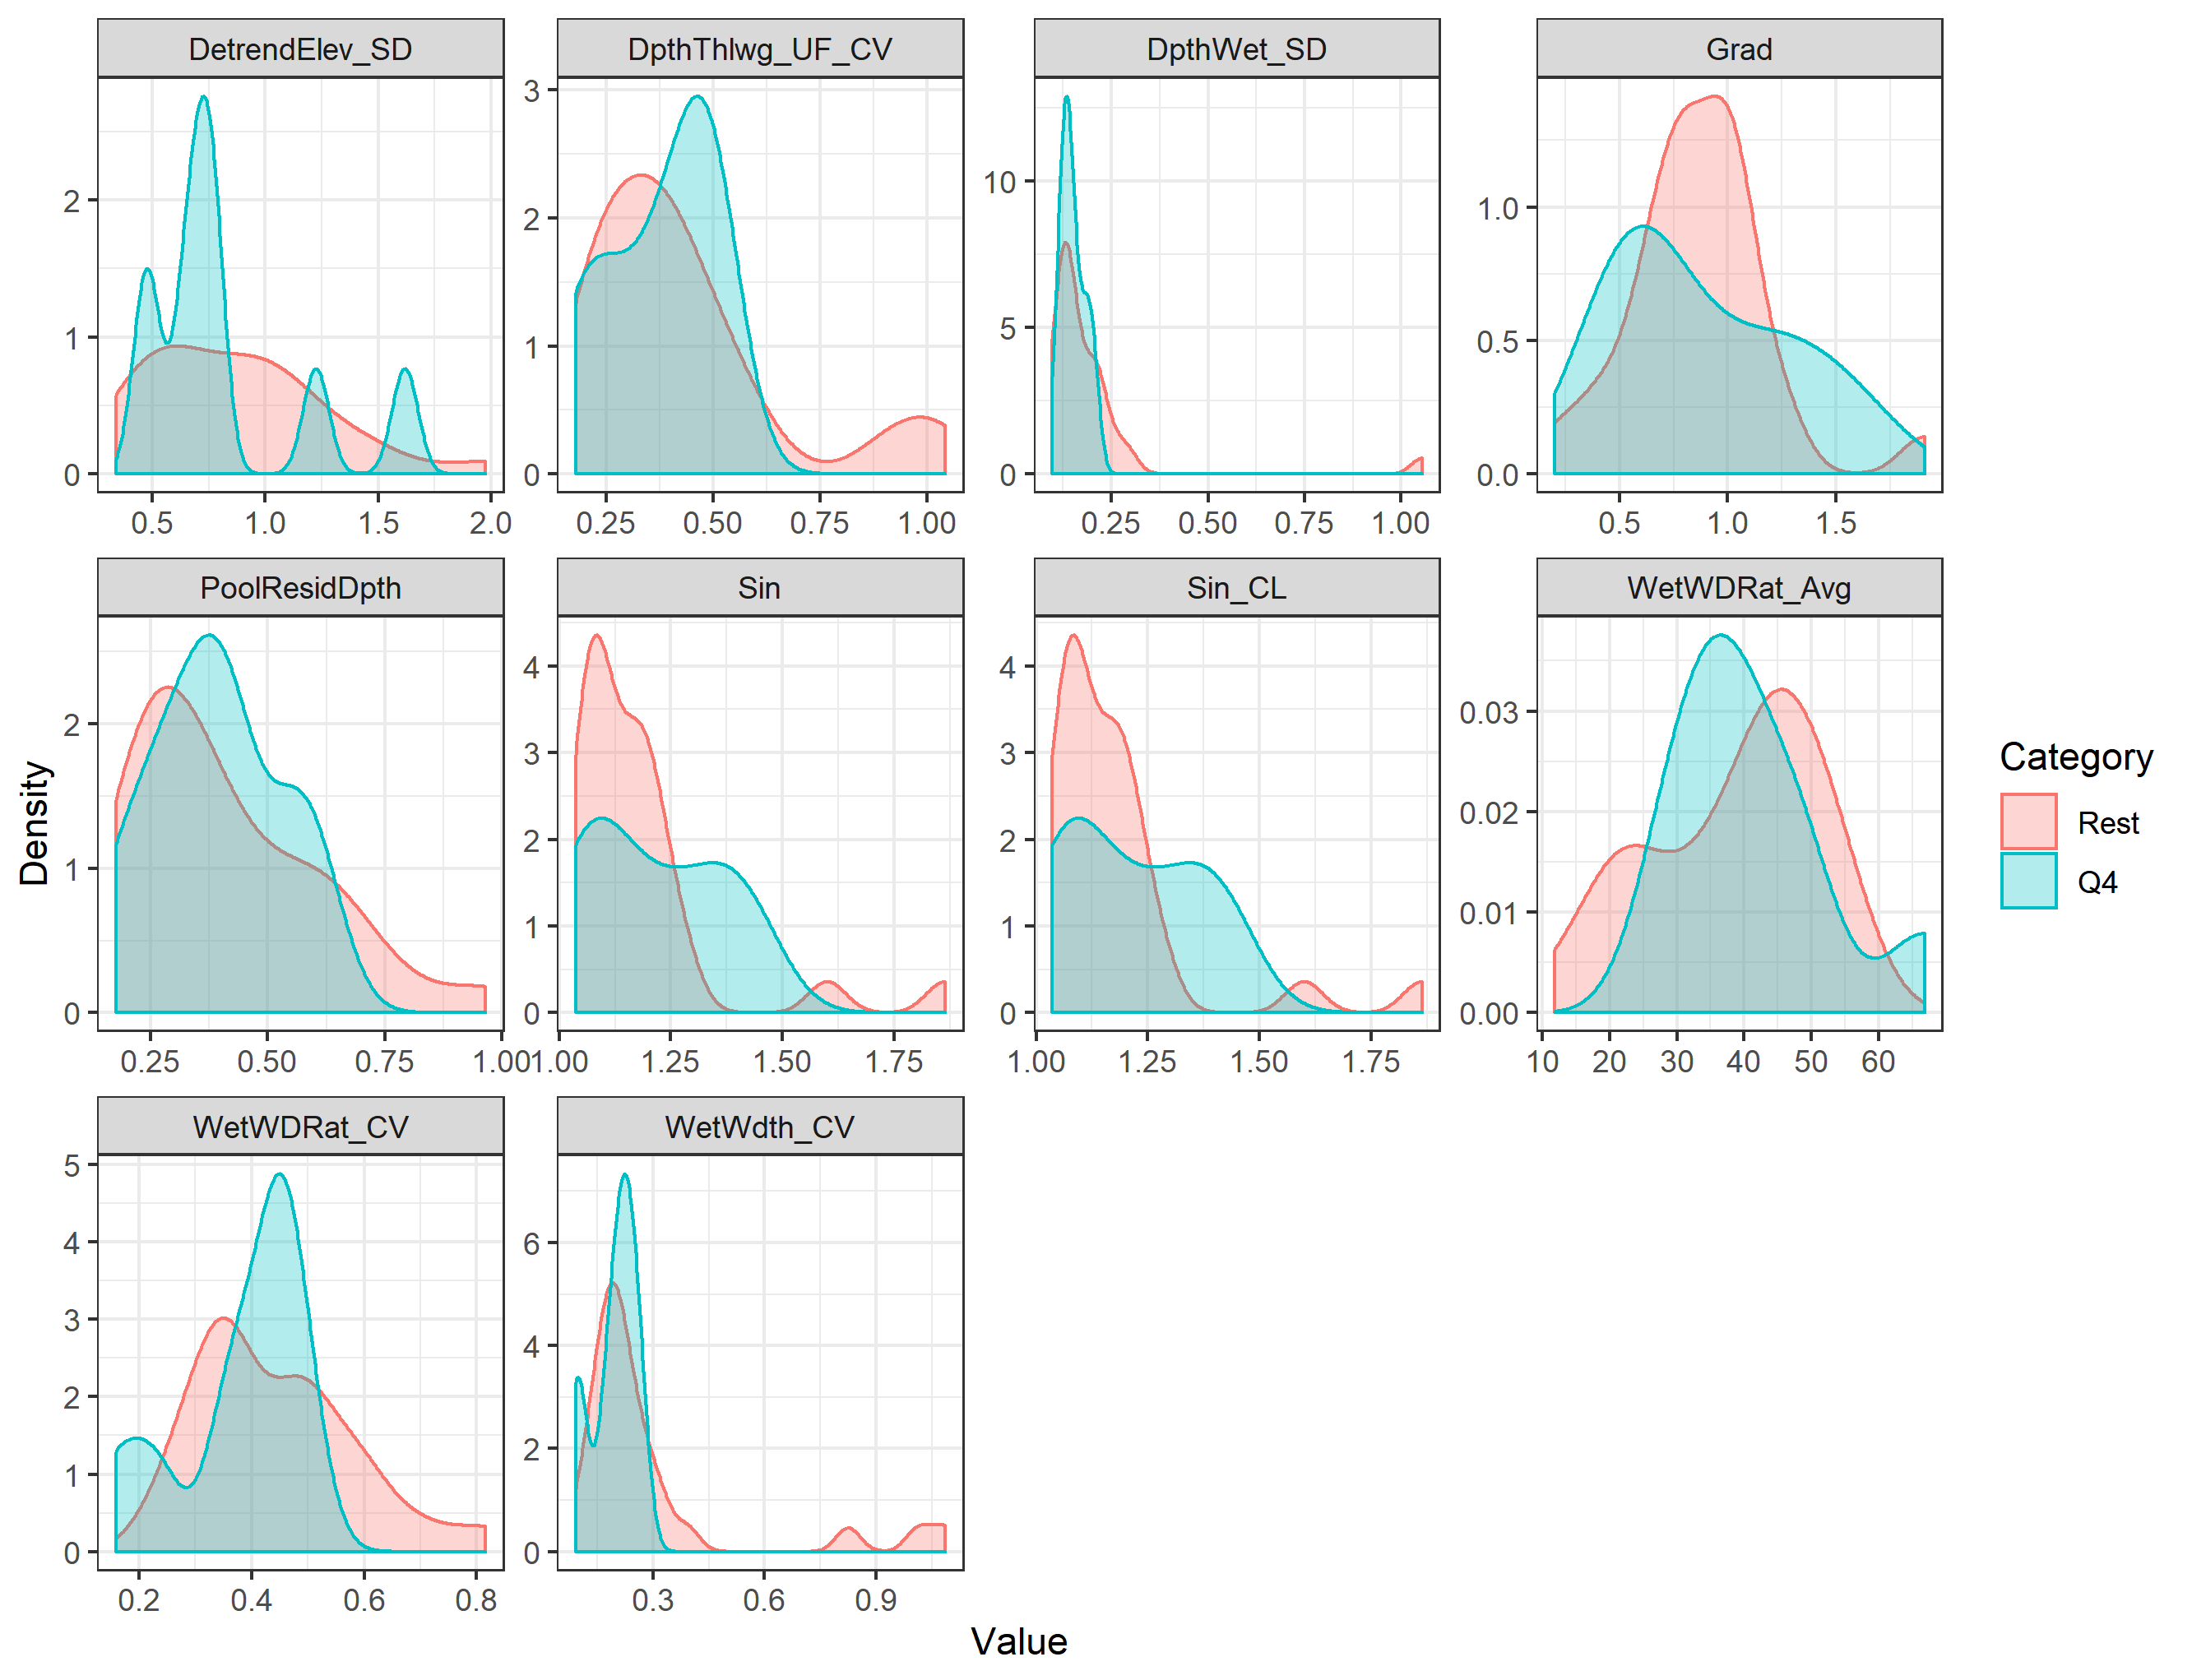 DetrendElev_SD DpthThlwg_UF_CV DpthWet_SD Grad
2 1 0
3 2 1 0
10 5 0
1.0 0.5 0.0
0.5 1.0 1.5 2.0 0.25 0.50 0.75 1.00 0.25 0.50 0.75 1.00 0.5 1.0 1.5
PoolResidDpth Sin Sin_CL WetWDRat_Avg
2 1 0
4 3 2 1 0
4 3 2 1 0
0.03 0.02 0.01 0.00
0.25 0.50 0.75 1.00 1.00 1.25 1.50 1.75 1.00 1.25 1.50 1.75 10 20 30 40 50 60
WetWDRat_CV WetWdth_CV
5 4 3 2 1 0
6 4 2 0
0.2 0.4 0.6 0.8 0.3 0.6 0.9
Density
Value
Category
Rest
Q4